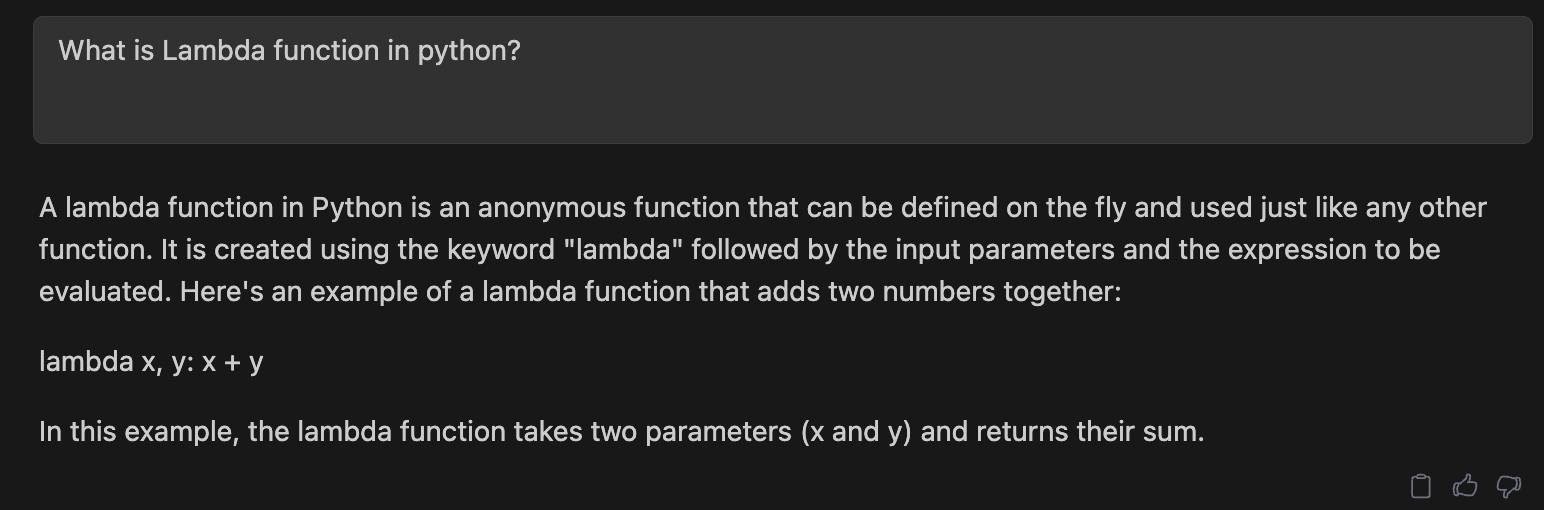 What is Lambda function in python?
A lambda function in Python is an anonymous function that can be defined on the fly and used just like any other
function. It is created using the keyword "lambda" followed by the input parameters and the expression to be
evaluated. Here's an example of a lambda function that adds two numbers together:
lambda x, y: x + y
In this example, the lambda function takes two parameters (x and y) and returns their sum.